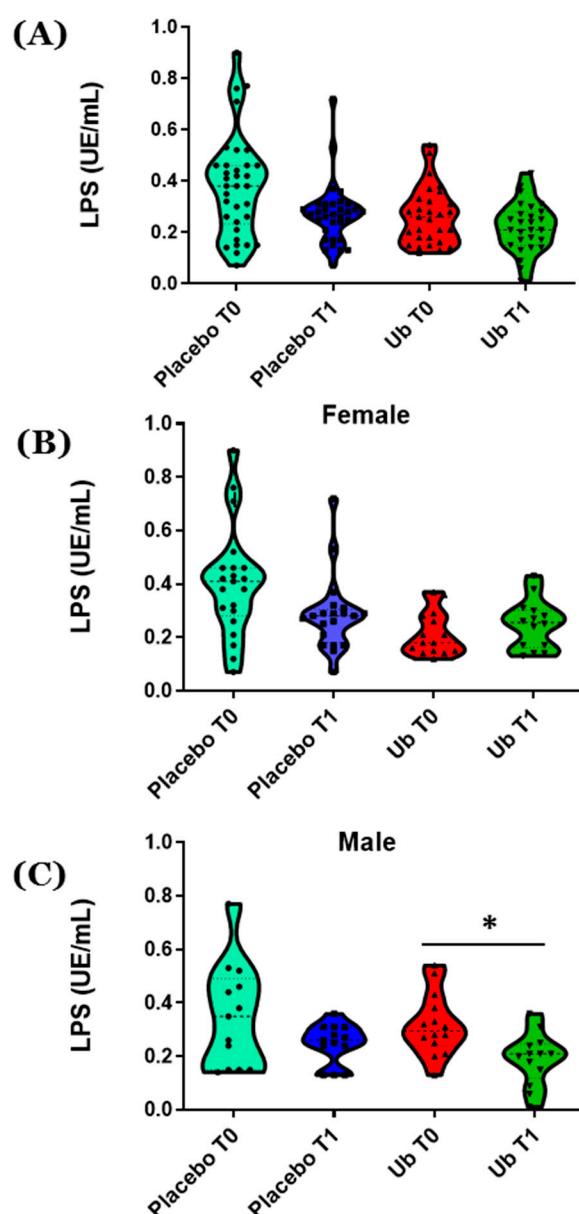 (A)
LPS (UE/mL)
1.0
0.8
0.6
0.4
0.2
0.0
Placebo T0
Placebo T1
Ub T0
Ub T1
(B)
Female
LPS (UE/mL)
1.0
0.8
0.6
0.4
0.2
0.0
Placebo T0
Placebo T1
Ub T0
Ub T1
(C)
Male
LPS (UE/mL)
1.0
0.8
0.6
0.4
0.2
0.0
*
Placebo T0
Placebo T1
Ub T0
Ub T1